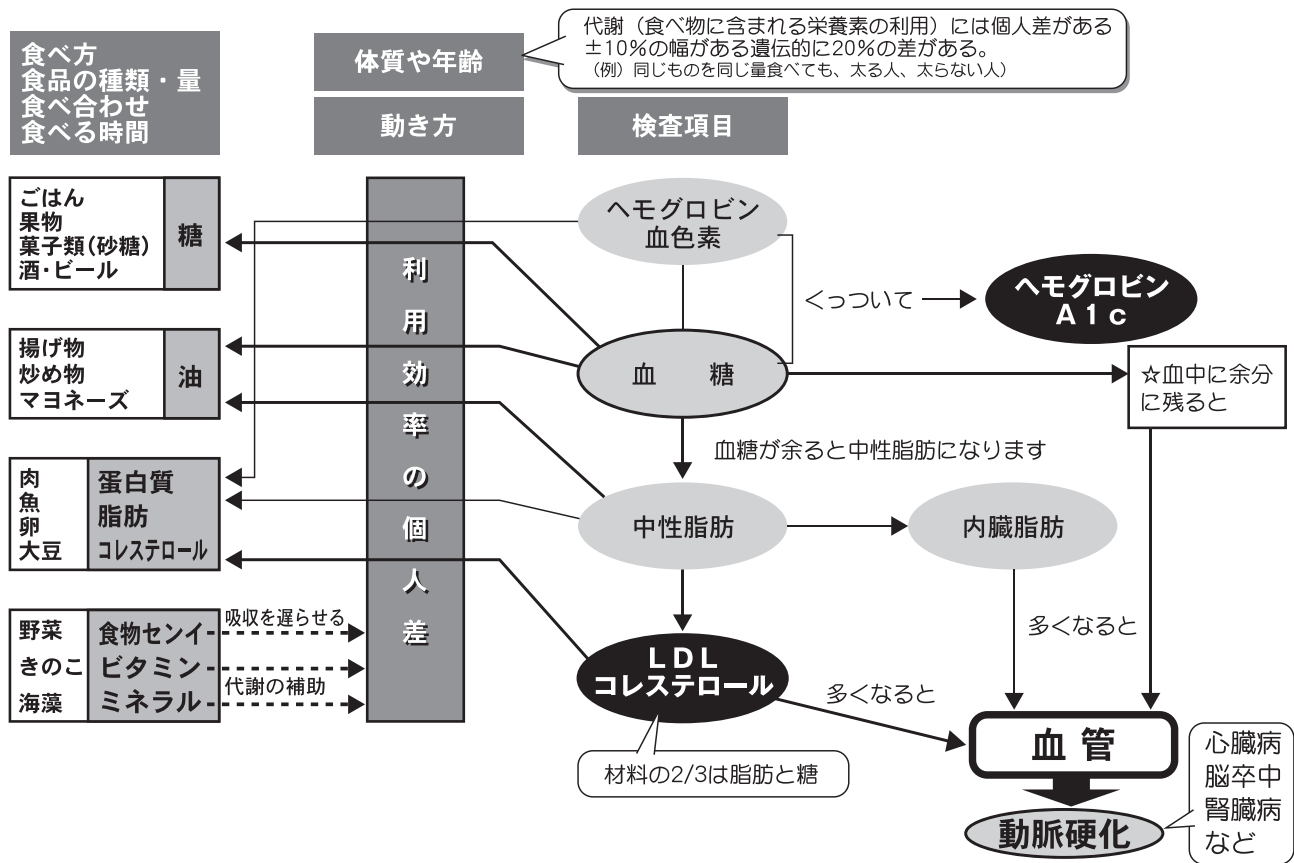 代謝（食べ物に含まれる栄養素の利用）には個人差がある
±10%の幅がある遺伝的に20%の差がある。
（例）同じものを同じ量食べても、太る人、太らない人）
食べ方
食品の種類・量
食べ合わせ
食べる時間
体質や年齢
動き方
検査項目
ごはん
果物
菓子類（砂糖）
酒・ビール
糖
揚げ物
炒め物
マヨネーズ
油
肉
魚
卵
大豆
蛋白質
脂肪
コレステロール
野菜
きのこ
海藻
食物センイ
ビタミン
ミネラル
吸収を遅らせる
代謝の補助
利用効率の個人差
ヘモグロビン
血色素
くっついて
ヘモグロビン
A1c
血 糖
☆血中に余分
に残ると
血糖が余ると中性脂肪になります
中性脂肪
内臓脂肪
多くなると
LDL
コレステロール
多くなると
材料の2/3は脂肪と糖
血管
動脈硬化
心臓病
脳卒中
腎臓病
など